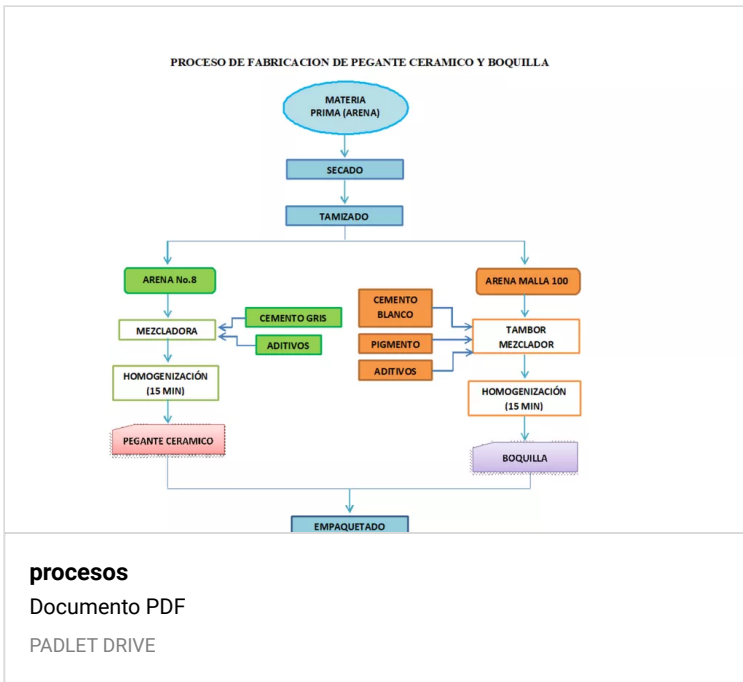 PROCESO DE FABRICACION DE PEGANTE CERAMICO Y BOQUILLA
MATERIA
PRIMA (ARENA)
SECADO
TAMIZADO
ARENA No.8
CEMENTO GRIS
MEZCLADORA
ADITIVOS
HOMOGENIZACIÓN
(15 MIN)
PEGANTE CERAMICO
ARENA MALLA 100
CEMENTO
BLANCO
PIGMENTO
ADITIVOS
TAMBOR
MEZCLADOR
HOMOGENIZACIÓN
(15 MIN)
BOQUILLA
EMPAQUETADO
procesos
Documento PDF
PADLET DRIVE